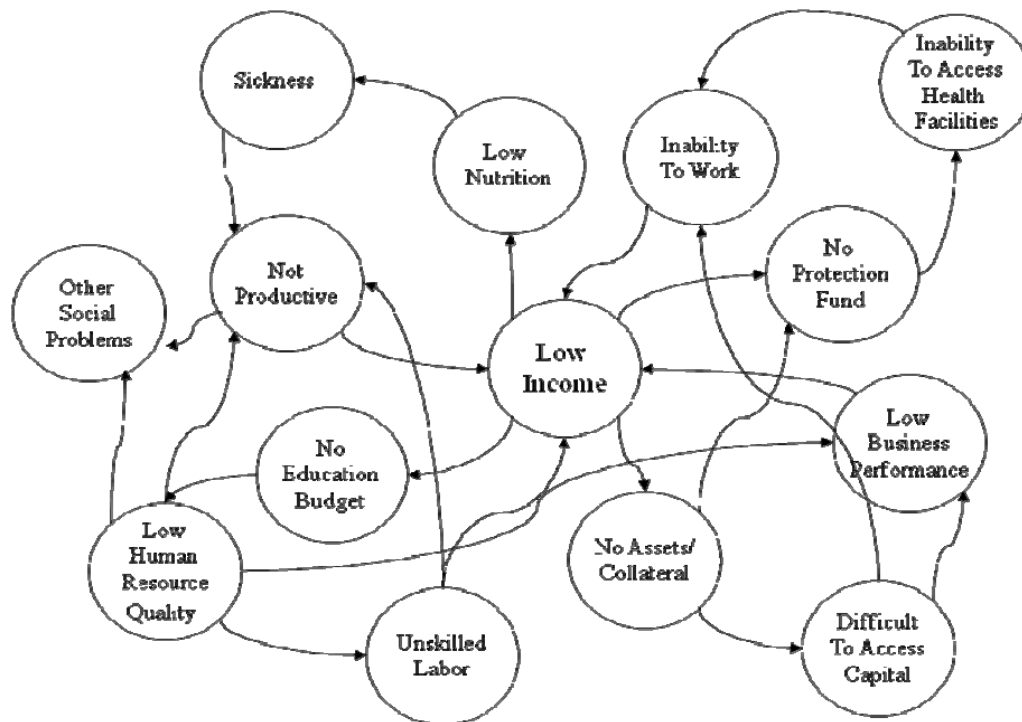 Sickness
Low
Nutrition
Inability
To Work
Inability
To Access
Health
Facilities
Other
Social
Problems
Not
Productive
No
Protection
Fund
Low
Income
No
Education
Budget
Low
Business
Performance
Low
Human
Resource
Quality
Unskilled
Labor
No Assets/
Collateral
Difficult
To Access
Capital